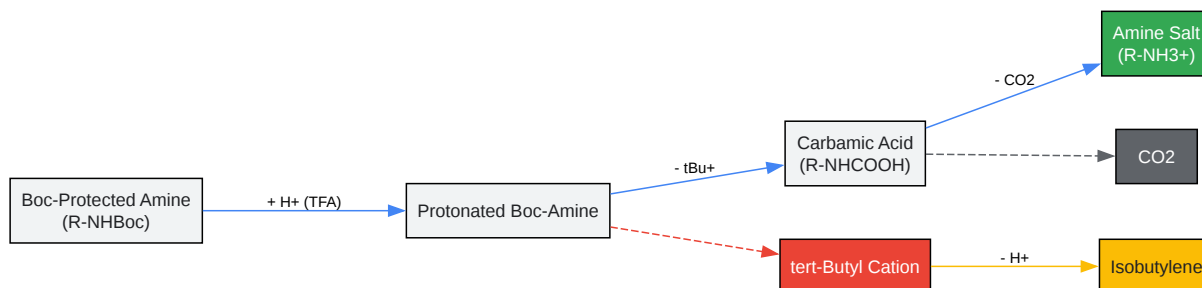 Boc-Protected Amine
(R-NHBoc)
+ H+ (TFA)
Protonated Boc-Amine
- tBu+
Carbamic Acid
(R-NHCOOH)
- CO2
Amine Salt
(R-NH3+)
CO2
tert-Butyl Cation
- H+
Isobutylene